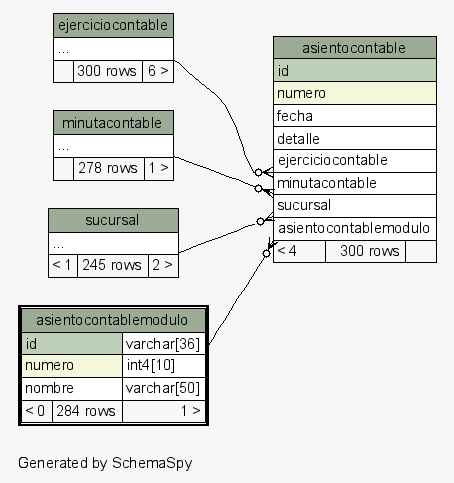 ejerciciocontable
...
300 rows 6 >
minutacontable
...
278 rows 1 >
sucursal
...
< 1 245 rows 2 >
asientocontablemodulo
id varchar[36]
numero int4[10]
nombre varchar[50]
< 0 284 rows 1 >
asientocontable
id
numero
fecha
detalle
ejerciciocontable
minutacontable
sucursal
asientocontablemodulo
< 4 300 rows
Generated by SchemaSpy